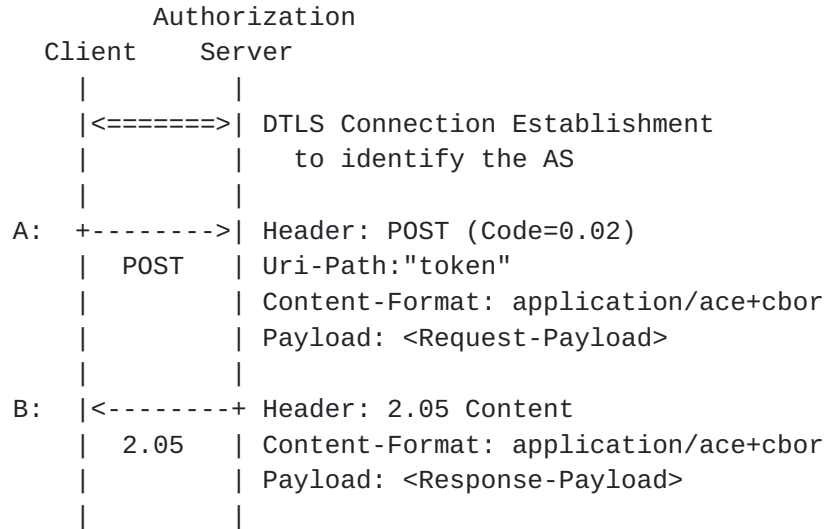 Authorization
Client Server
| |
|<=======>| DTLS Connection Establishment
| | to identify the AS
| |
A: +-------->| Header: POST (Code=0.02)
| POST | Uri-Path:"token"
| | Content-Format: application/ace+cbor
| | Payload: <Request-Payload>
| |
B: |<--------+ Header: 2.05 Content
| 2.05 | Content-Format: application/ace+cbor
| | Payload: <Response-Payload>
| |